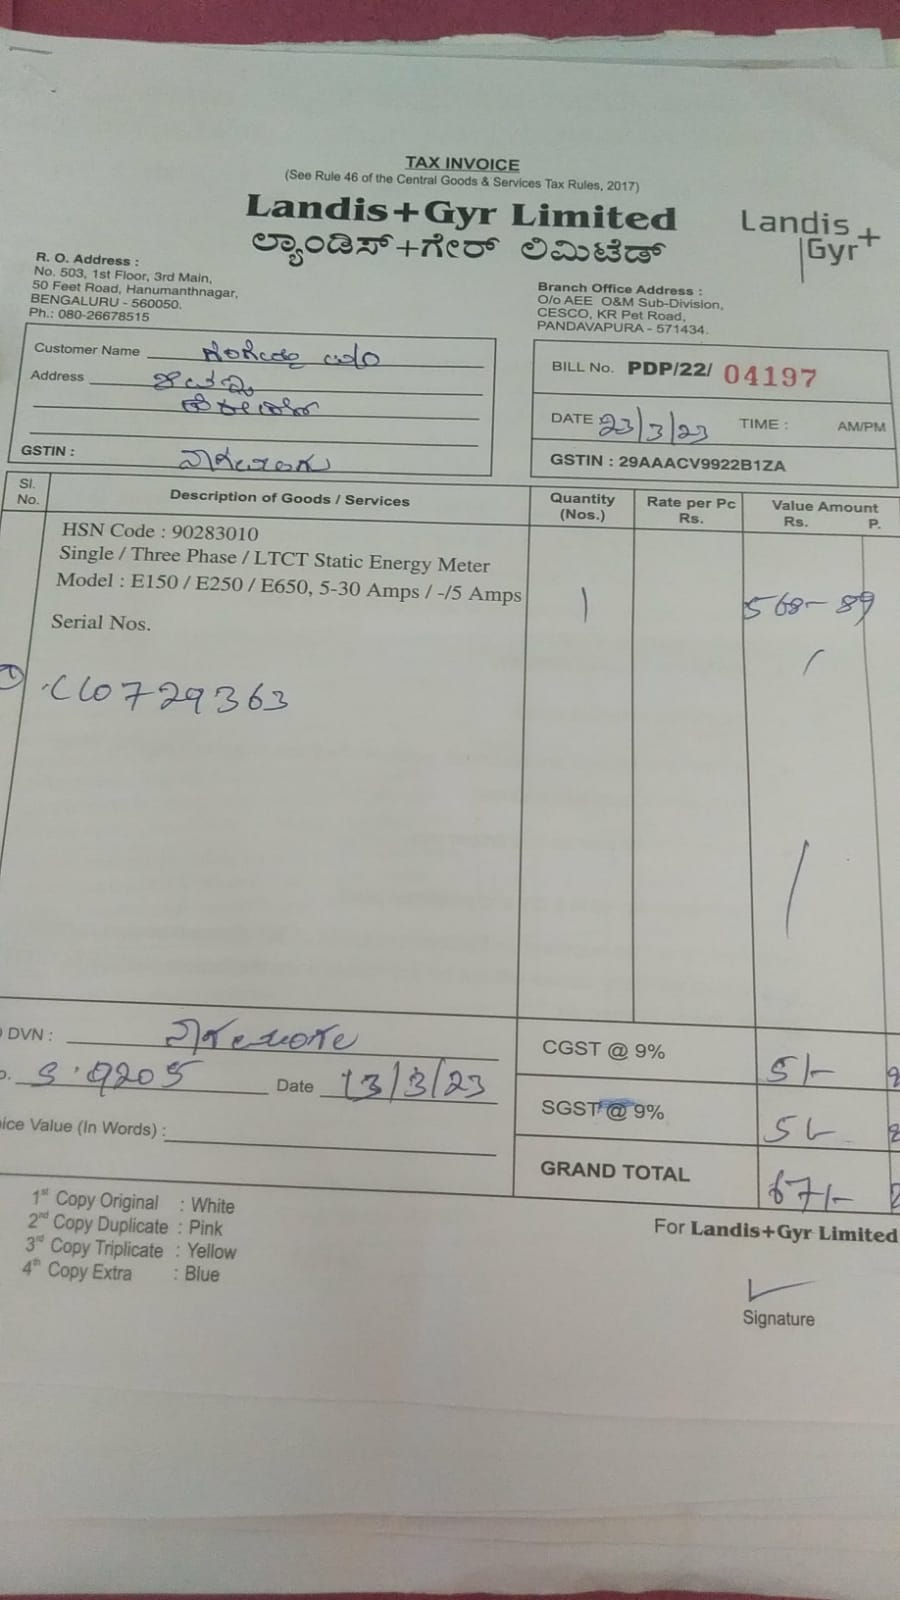 TAX INVOICE
(See Rule 46 of the Central Goods & Services Tax Rules, 2017)
Landis+Gyr Limited
ಲ್ಯಾಂಡಿಸ್+ಗೇರ್ ಲಿಮಿಟೆಡ್
Landis
Gyr+
R. O. Address :
No. 503, 1st Floor, 3rd Main,
50 Feet Road, Hanumanthnagar,
BENGALURU - 560050.
Ph.: 080-26678515
Branch Office Address :
O/o AEE O&M Sub-Division,
CESCO, KR Pet Road,
PANDAVAPURA - 571434.
Customer Name
Address
GSTIN :
BILL No. PDP/22/ 04197
DATE 23/3/23 TIME : AM/PM
GSTIN : 29AAACV9922B1ZA
Sl. No. Description of Goods / Services Quantity (Nos.) Rate per Pc Rs. Value Amount Rs. P.
HSN Code : 90283010
Single / Three Phase / LTCT Static Energy Meter
Model : E150 / E250 / E650, 5-30 Amps / -/5 Amps 1 568-89
Serial Nos.
DVN :
S.9205 Date 13/3/23
Value (In Words) :
CGST @ 9% 51-
SGST @ 9% 51-
GRAND TOTAL 671-
1st Copy Original : White
2nd Copy Duplicate : Pink
3rd Copy Triplicate : Yellow
4th Copy Extra : Blue
For Landis+Gyr Limited
Signature